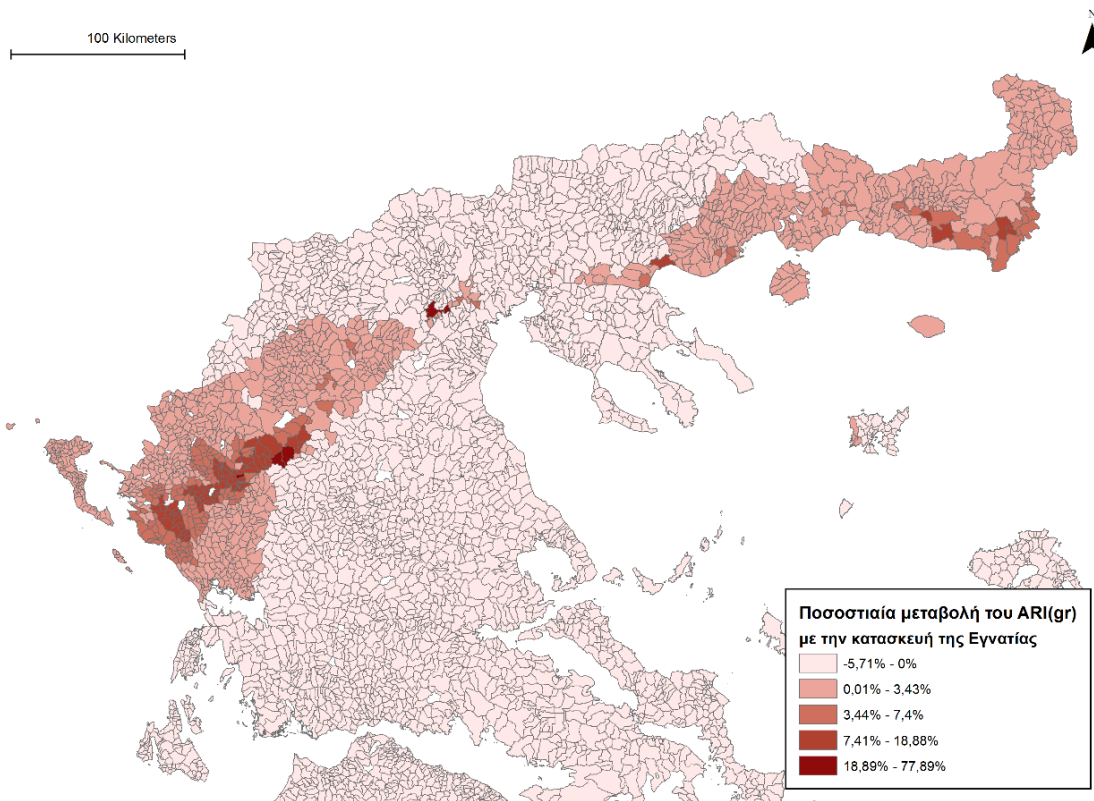 N
100 Kilometers
Ποσοστιαία μεταβολή του ARI(gr)
με την κατασκευή της Εγνατίας
-5,71% - 0%
0,01% - 3,43%
3,44% - 7,4%
7,41% - 18,88%
18,89% - 77,89%